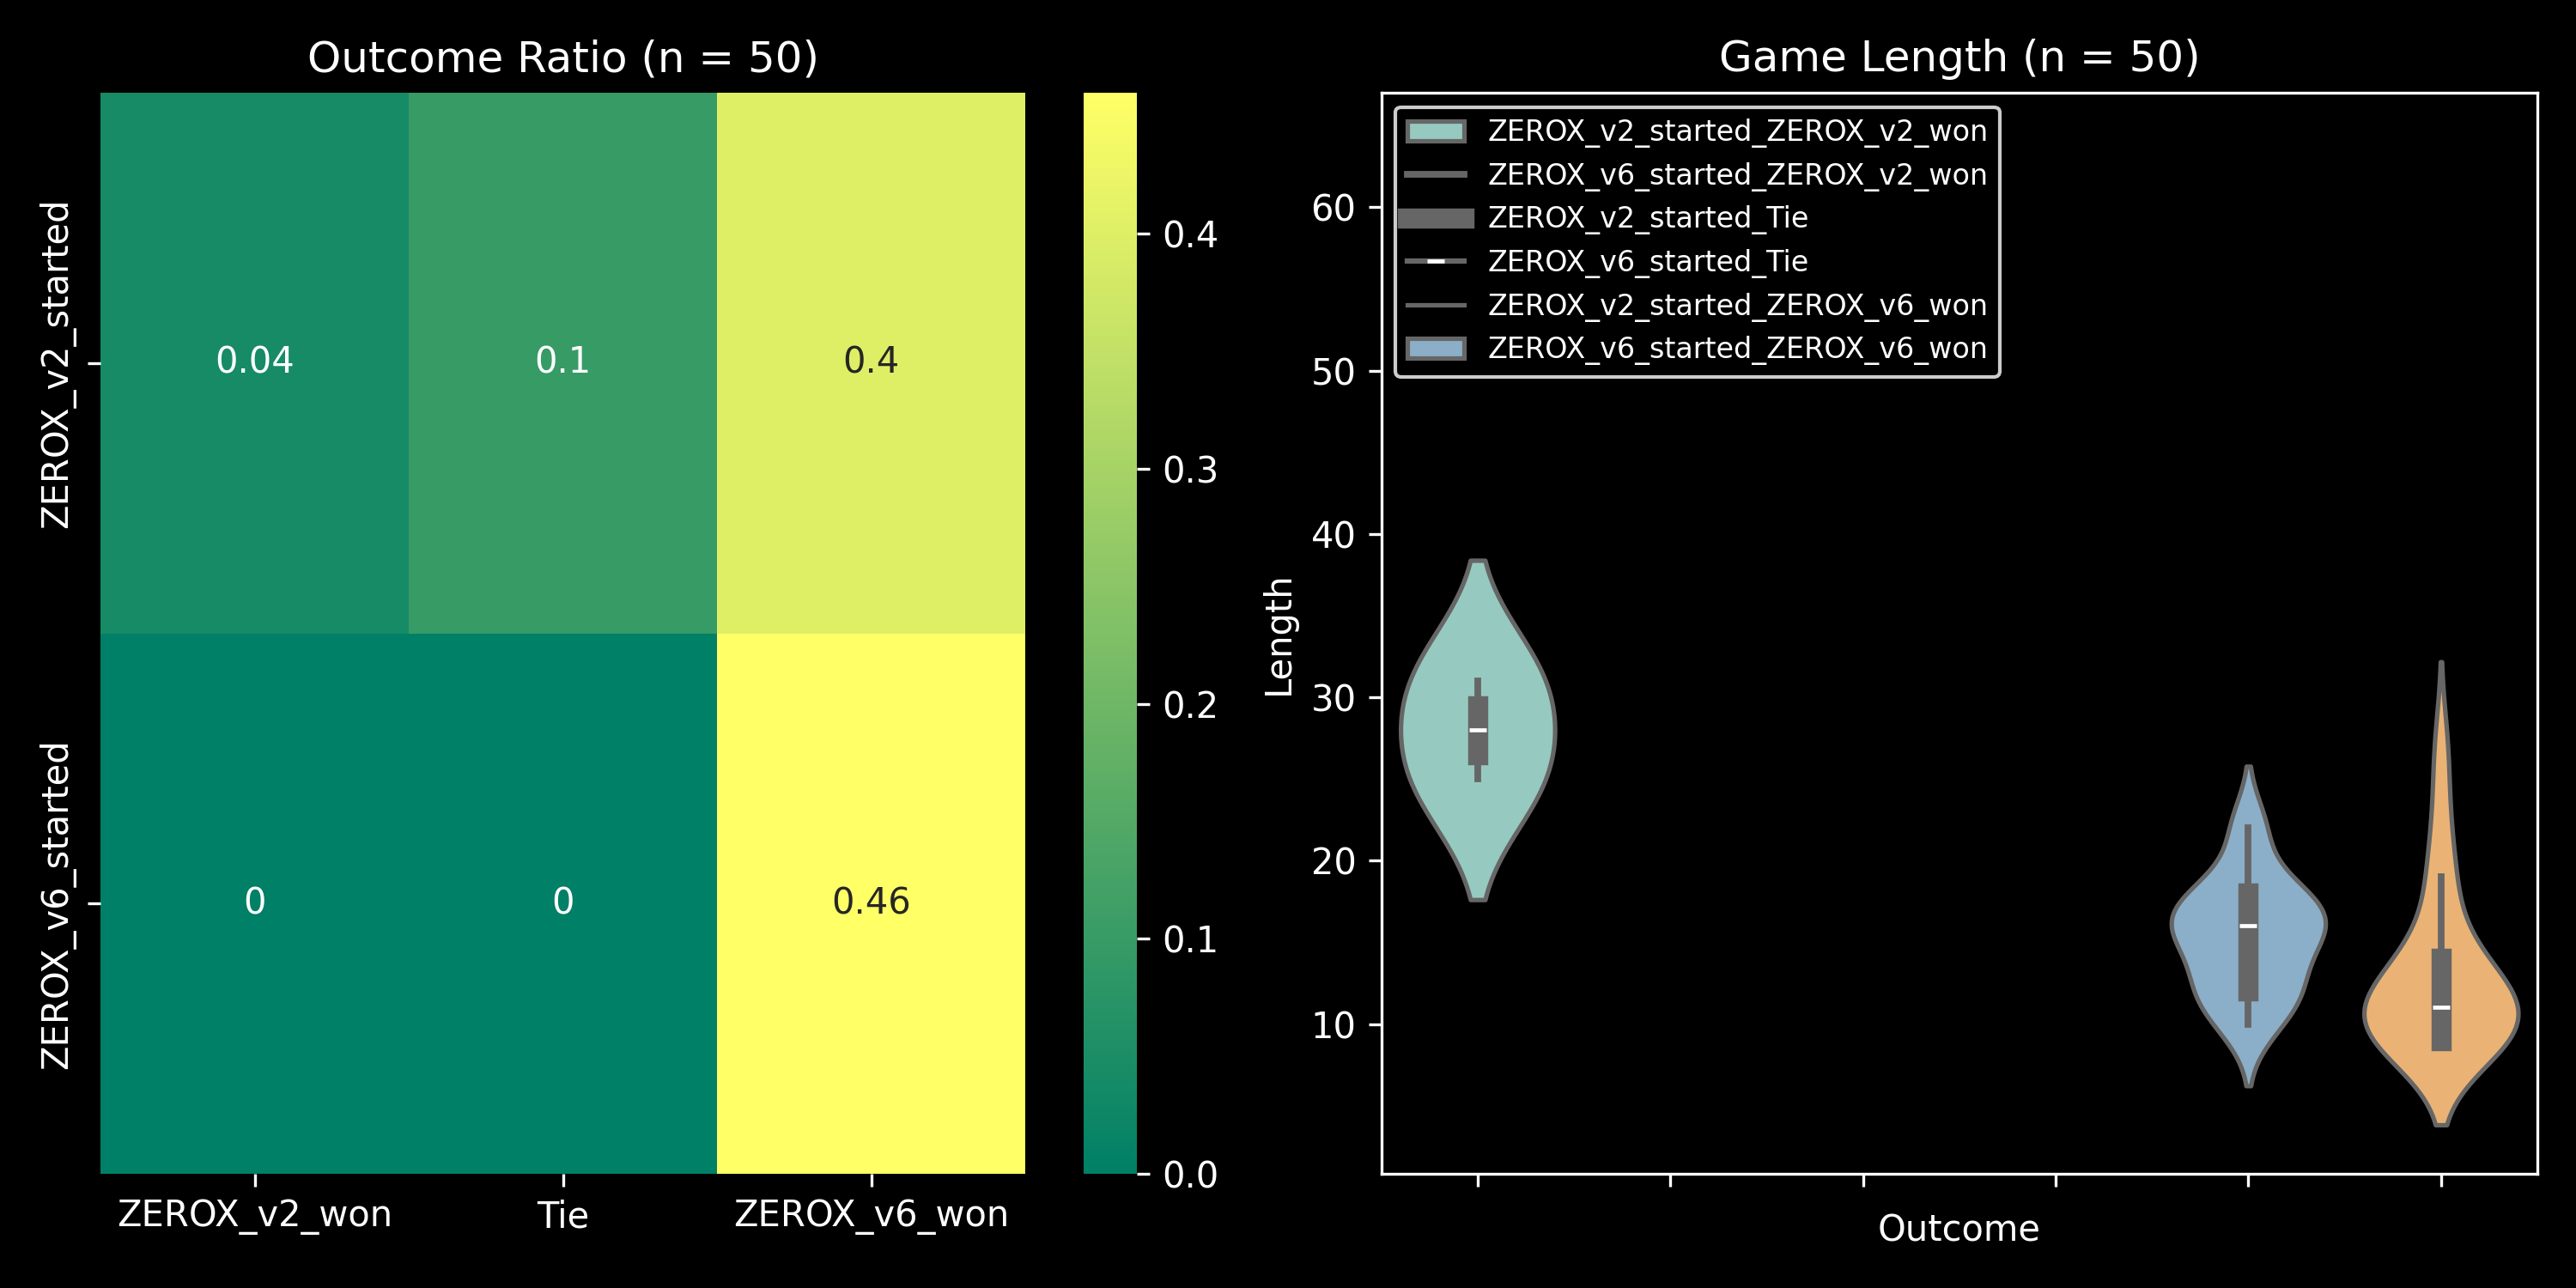 Outcome Ratio (n = 50)
ZEROX_v2_started
ZEROX_v6_started
0.04
0.1
0.4
0
0
0.46
ZEROX_v2_won
Tie
ZEROX_v6_won
0.4
0.3
0.2
0.1
0.0
Game Length (n = 50)
Length
60
50
40
30
20
10
ZEROX_v2_started_ZEROX_v2_won
ZEROX_v6_started_ZEROX_v2_won
ZEROX_v2_started_Tie
ZEROX_v6_started_Tie
ZEROX_v2_started_ZEROX_v6_won
ZEROX_v6_started_ZEROX_v6_won
Outcome